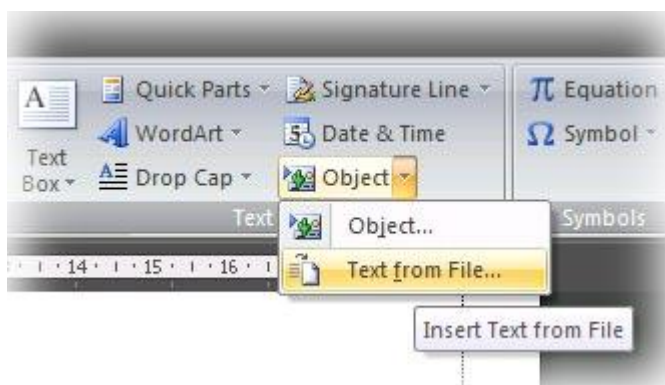 A
Text
Box
Quick Parts
WordArt
Drop Cap
Signature Line
Date & Time
Object
Text
π Equation
Ω Symbol
Symbols
Object...
Text from File...
Insert Text from File
14 15 16 1